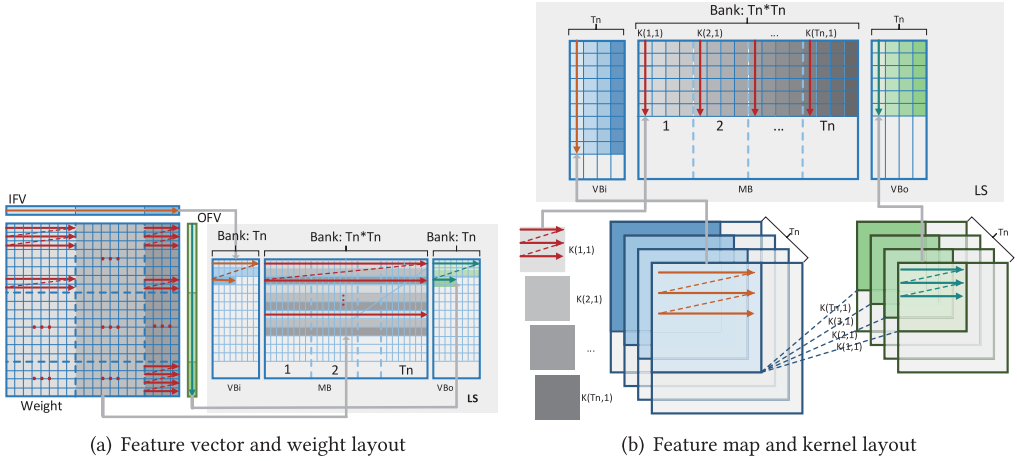 IFV
OFV
Bank: Tn
Bank: Tn*Tn
Bank: Tn
...
...
...
...
...
...
1
2
Tn
VBi
MB
VBo
LS
Weight
(a) Feature vector and weight layout
Bank: Tn*Tn
Tn
Tn
K(1,1)
K(2,1)
...
K(Tn,1)
1
2
...
Tn
VBi
MB
VBo
LS
K(1,1)
K(2,1)
...
K(Tn,1)
Tn
Tn
K(Tn,1)
K(3,1)
K(2,1)
K(1,1)
(b) Feature map and kernel layout